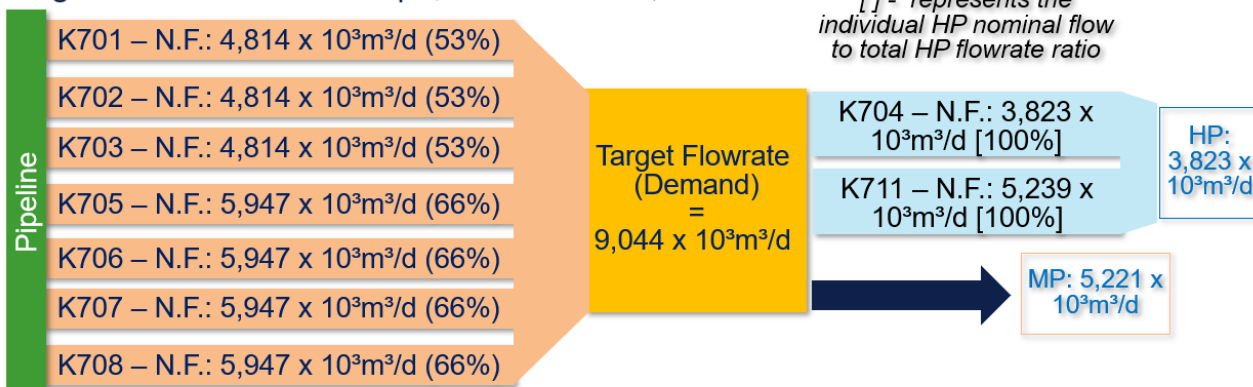 [ ] - represents the
individual HP nominal flow
to total HP flowrate ratio
Pipeline
K701 – N.F.: 4,814 x 10³m³/d (53%)
K702 – N.F.: 4,814 x 10³m³/d (53%)
K703 – N.F.: 4,814 x 10³m³/d (53%)
K705 – N.F.: 5,947 x 10³m³/d (66%)
K706 – N.F.: 5,947 x 10³m³/d (66%)
K707 – N.F.: 5,947 x 10³m³/d (66%)
K708 – N.F.: 5,947 x 10³m³/d (66%)
Target Flowrate
(Demand)
=
9,044 x 10³m³/d
K704 – N.F.: 3,823 x
10³m³/d [100%]
K711 – N.F.: 5,239 x
10³m³/d [100%]
HP:
3,823 x
10³m³/d
MP: 5,221 x
10³m³/d